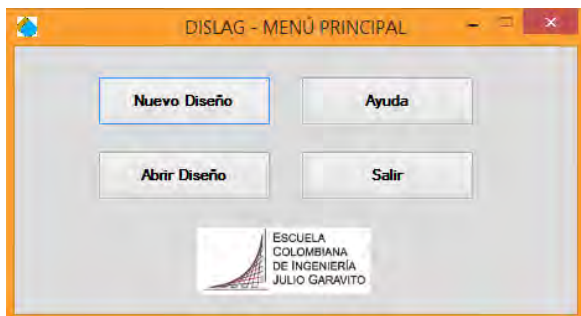 DISLAG - MENÚ PRINCIPAL
Nuevo Diseño
Ayuda
Abrir Diseño
Salir
ESCUELA
COLOMBIANA
DE INGENIERÍA
JULIO GARAVITO